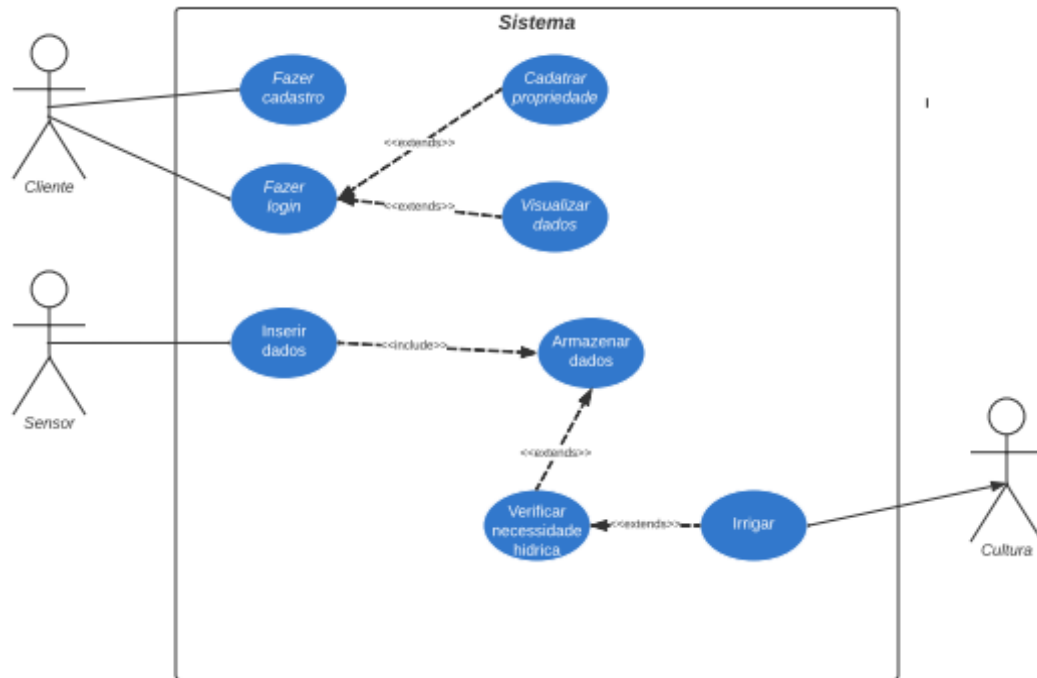 Sistema
Fazer
cadastro
Cadatrar
propriedade
<<extends>>
Cliente
Fazer
login
<<extends>>
Visualizar
dados
Inserir
dados
<<include>>
Armazenar
dados
Sensor
<<extends>>
Verificar
necessidade
hidrica
<<extends>>
Irrigar
Cultura